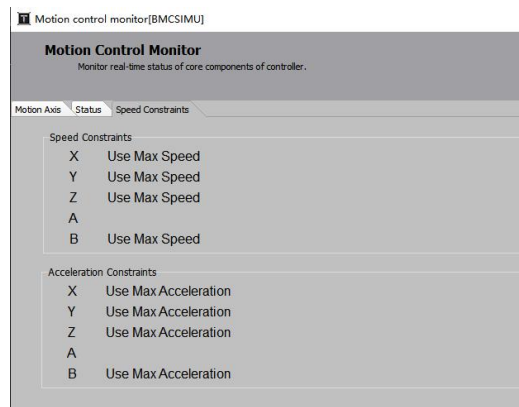 T Motion control monitor[BMCSIMU]
Motion Control Monitor
Monitor real-time status of core components of controller.
Motion Axis Status Speed Constraints
Speed Constraints
X Use Max Speed
Y Use Max Speed
Z Use Max Speed
A
B Use Max Speed
Acceleration Constraints
X Use Max Acceleration
Y Use Max Acceleration
Z Use Max Acceleration
A
B Use Max Acceleration